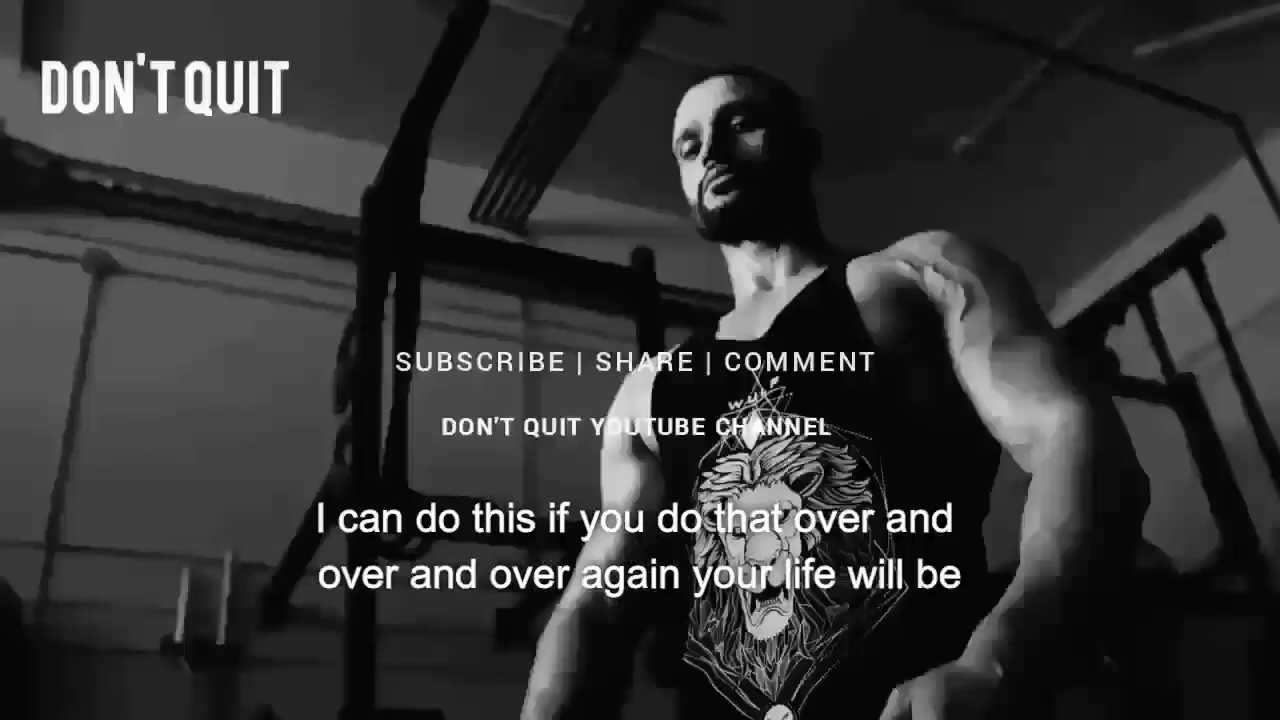 DON'T QUIT
SUBSCRIBE | SHARE | COMMENT
DON'T QUIT YOUTUBE CHANNEL
I can do this if you do that over and
over and over again your life will be